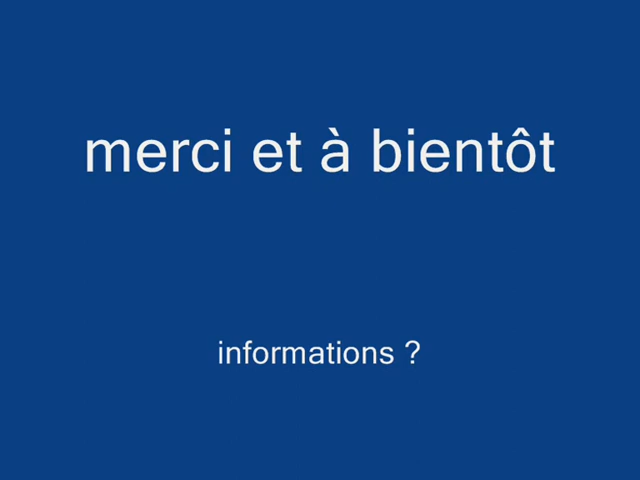 merci et à bientôt
informations ?